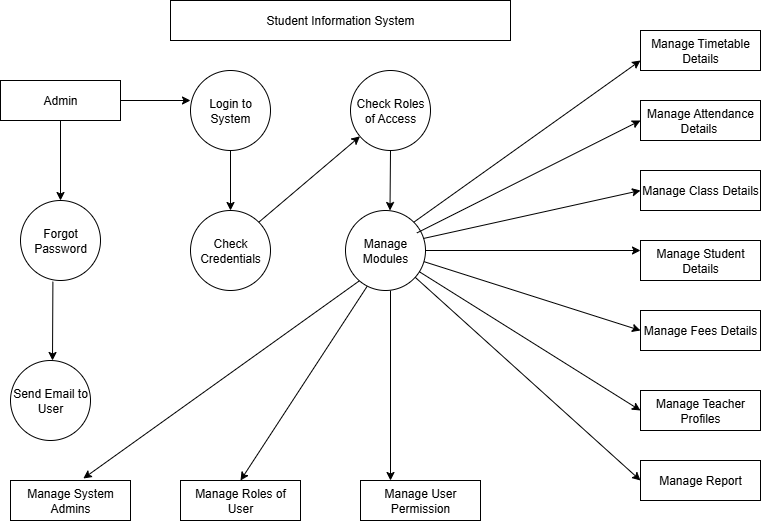 Student Information System
Manage Timetable
Details
Admin
Login to
System
Check Roles
of Access
Manage Attendance
Details
Manage Class Details
Forgot
Password
Check
Credentials
Manage
Modules
Manage Student
Details
Manage Fees Details
Send Email to
User
Manage Teacher
Profiles
Manage Report
Manage System
Admins
Manage Roles of
User
Manage User
Permission